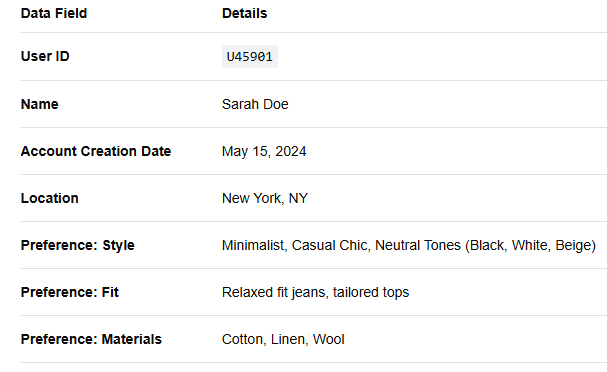 Data Field Details
User ID U45901
Name Sarah Doe
Account Creation Date May 15, 2024
Location New York, NY
Preference: Style Minimalist, Casual Chic, Neutral Tones (Black, White, Beige)
Preference: Fit Relaxed fit jeans, tailored tops
Preference: Materials Cotton, Linen, Wool